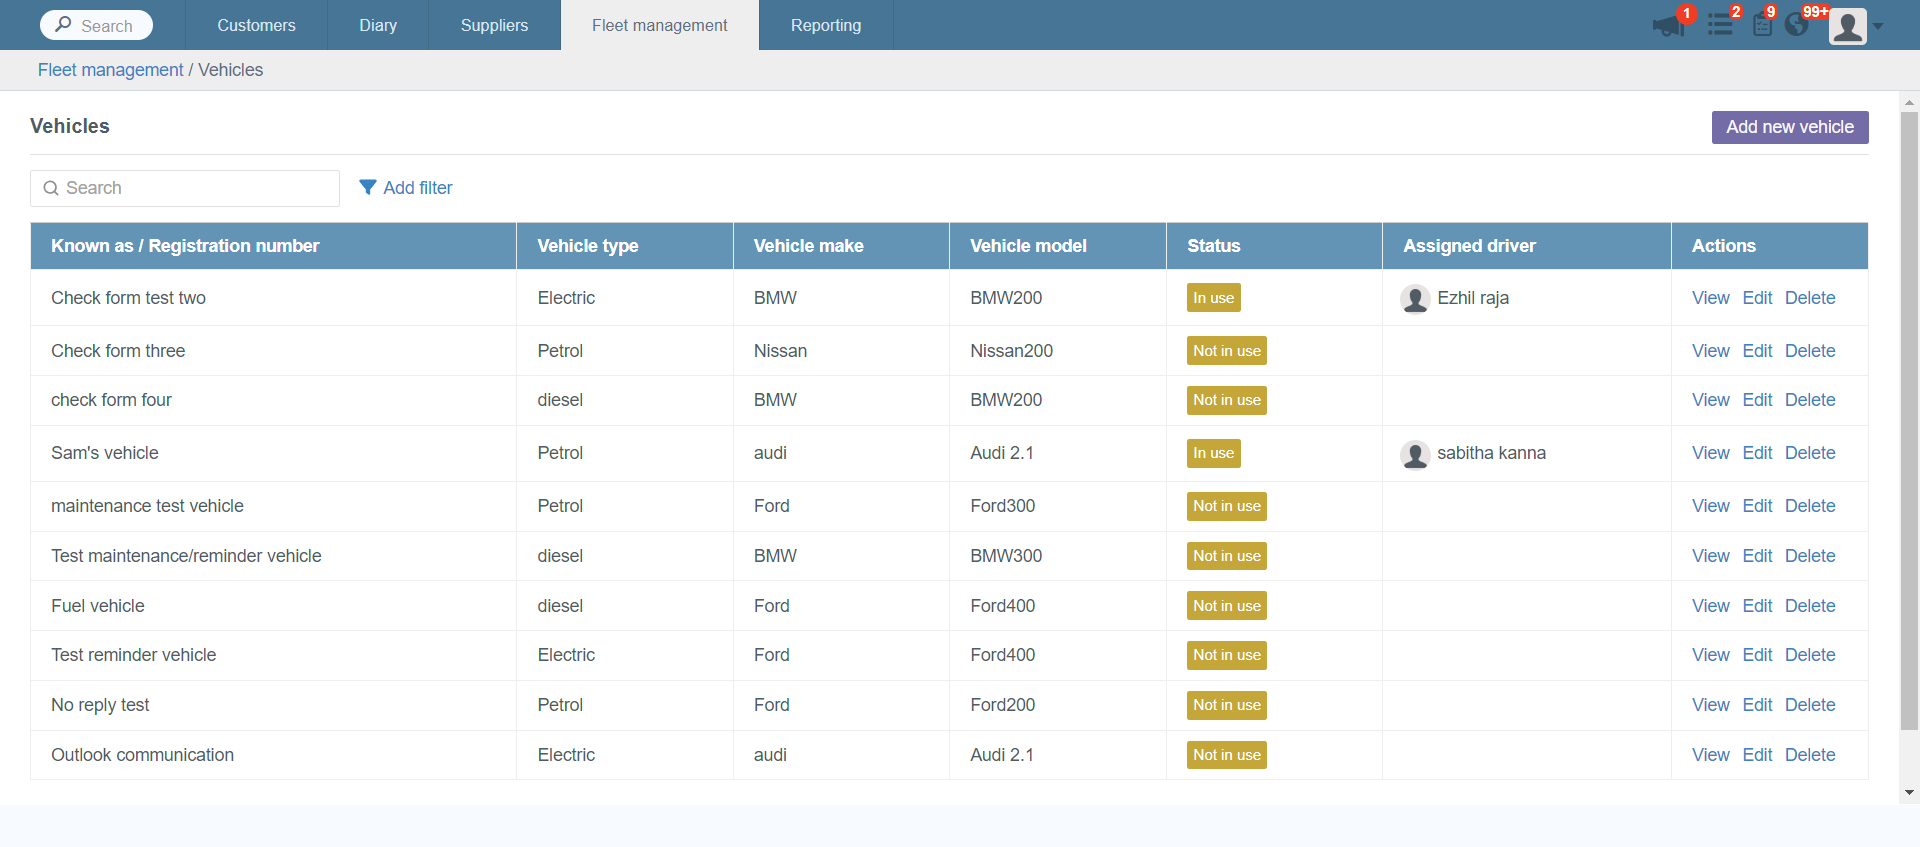 Search Customers Diary Suppliers Fleet management Reporting 1 2 9 99+
Fleet management / Vehicles
Vehicles Add new vehicle
Search Add filter
Known as / Registration number Vehicle type Vehicle make Vehicle model Status Assigned driver Actions
Check form test two Electric BMW BMW200 In use Ezhil raja View Edit Delete
Check form three Petrol Nissan Nissan200 Not in use View Edit Delete
check form four diesel BMW BMW200 Not in use View Edit Delete
Sam's vehicle Petrol audi Audi 2.1 In use sabitha kanna View Edit Delete
maintenance test vehicle Petrol Ford Ford300 Not in use View Edit Delete
Test maintenance/reminder vehicle diesel BMW BMW300 Not in use View Edit Delete
Fuel vehicle diesel Ford Ford400 Not in use View Edit Delete
Test reminder vehicle Electric Ford Ford400 Not in use View Edit Delete
No reply test Petrol Ford Ford200 Not in use View Edit Delete
Outlook communication Electric audi Audi 2.1 Not in use View Edit Delete